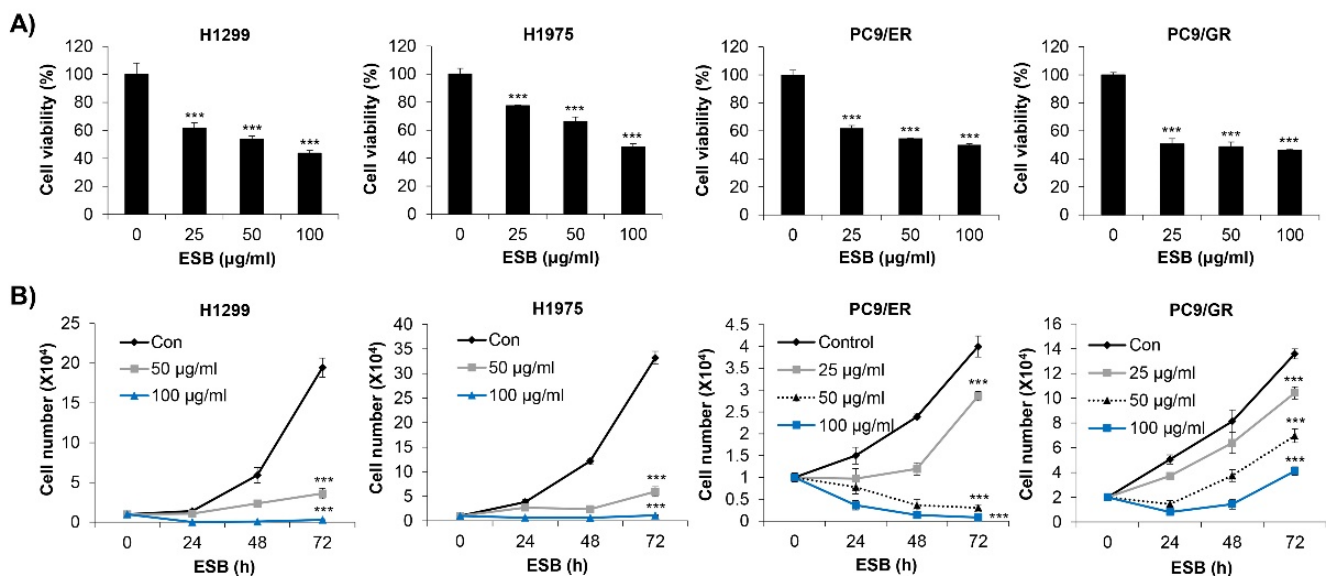 A)
H1299
Cell viability (%)
120
100
80
60
40
20
0
***
***
***
0 25 50 100
ESB (µg/ml)
H1975
Cell viability (%)
120
100
80
60
40
20
0
***
***
***
0 25 50 100
ESB (µg/ml)
PC9/ER
Cell viability (%)
120
100
80
60
40
20
0
***
***
***
0 25 50 100
ESB (µg/ml)
PC9/GR
Cell viability (%)
120
100
80
60
40
20
0
***
***
***
0 25 50 100
ESB (µg/ml)
B)
H1299
Cell number (X10⁴)
25
20
15
10
5
0
Con
50 µg/ml
100 µg/ml
***
***
0 24 48 72
ESB (h)
H1975
Cell number (X10⁴)
40
35
30
25
20
15
10
5
0
Con
50 µg/ml
100 µg/ml
***
***
0 24 48 72
ESB (h)
PC9/ER
Cell number (X10⁴)
4.5
4
3.5
3
2.5
2
1.5
1
0.5
0
Control
25 µg/ml
50 µg/ml
100 µg/ml
***
***
***
0 24 48 72
ESB (h)
PC9/GR
Cell number (X10⁴)
16
14
12
10
8
6
4
2
0
Con
25 µg/ml
50 µg/ml
100 µg/ml
***
***
***
0 24 48 72
ESB (h)